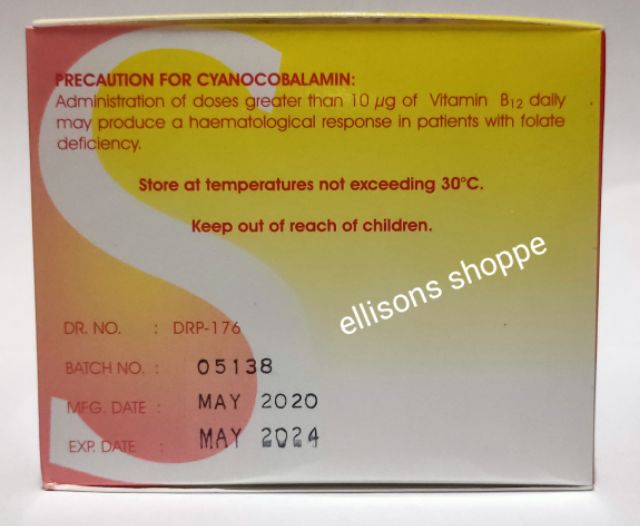 PRECAUTION FOR CYANOCOBALAMIN:
Administration of doses greater than 10 µg of Vitamin B12 daily
may produce a haematological response in patients with folate
deficiency.
Store at temperatures not exceeding 30°C.
Keep out of reach of children.
ellisons shoppe
DR. NO. : DRP-176
BATCH NO. : 05138
MFG. DATE : MAY 2020
EXP. DATE : MAY 2024